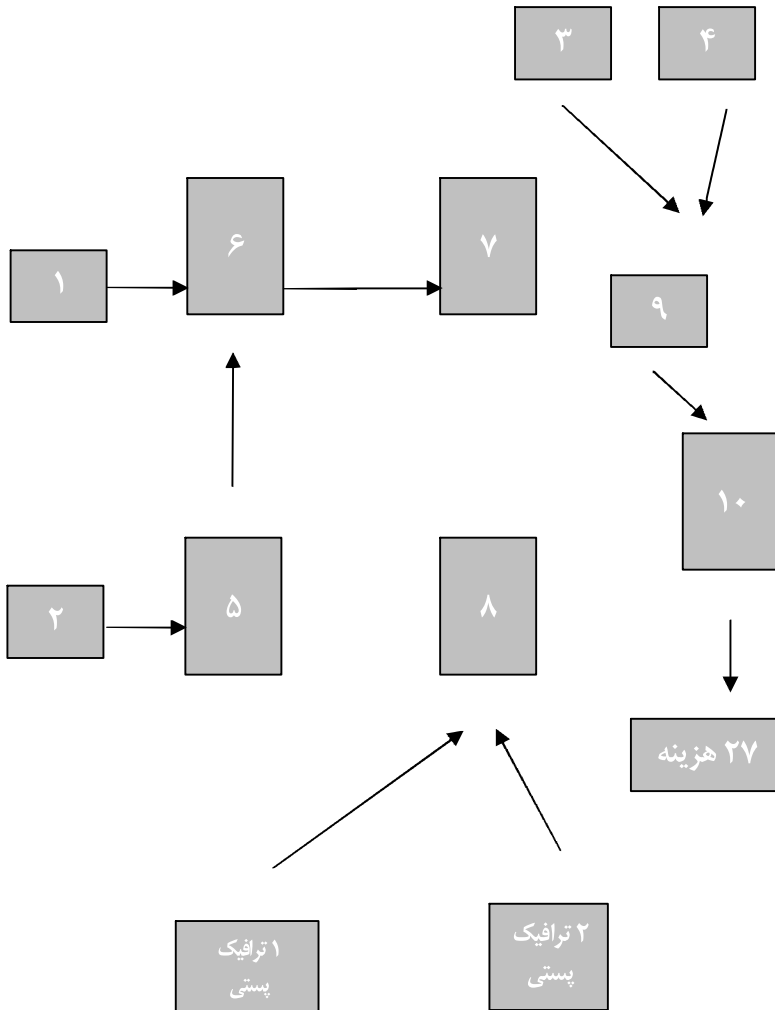 ۳
۴
۶
۷
۱
۹
۱۰
۵
۸
۲
۲۷ هزینه
۱ ترافیک
پستی
۲ ترافیک
پستی